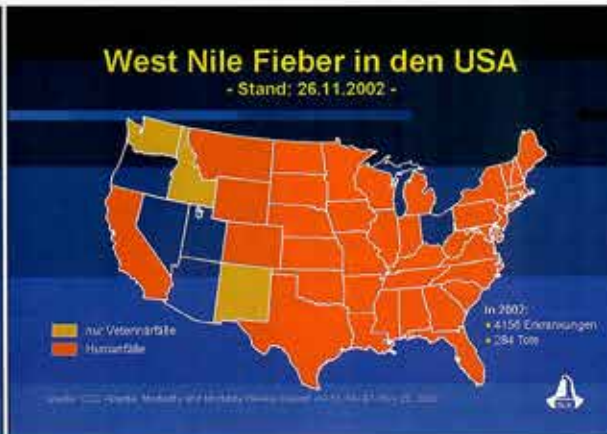 West Nile Fieber in den USA
- Stand: 26.11.2002 -
In 2002:
4156 Erkrankungen
284 Tote
nur Veterinärfälle
Humanfälle